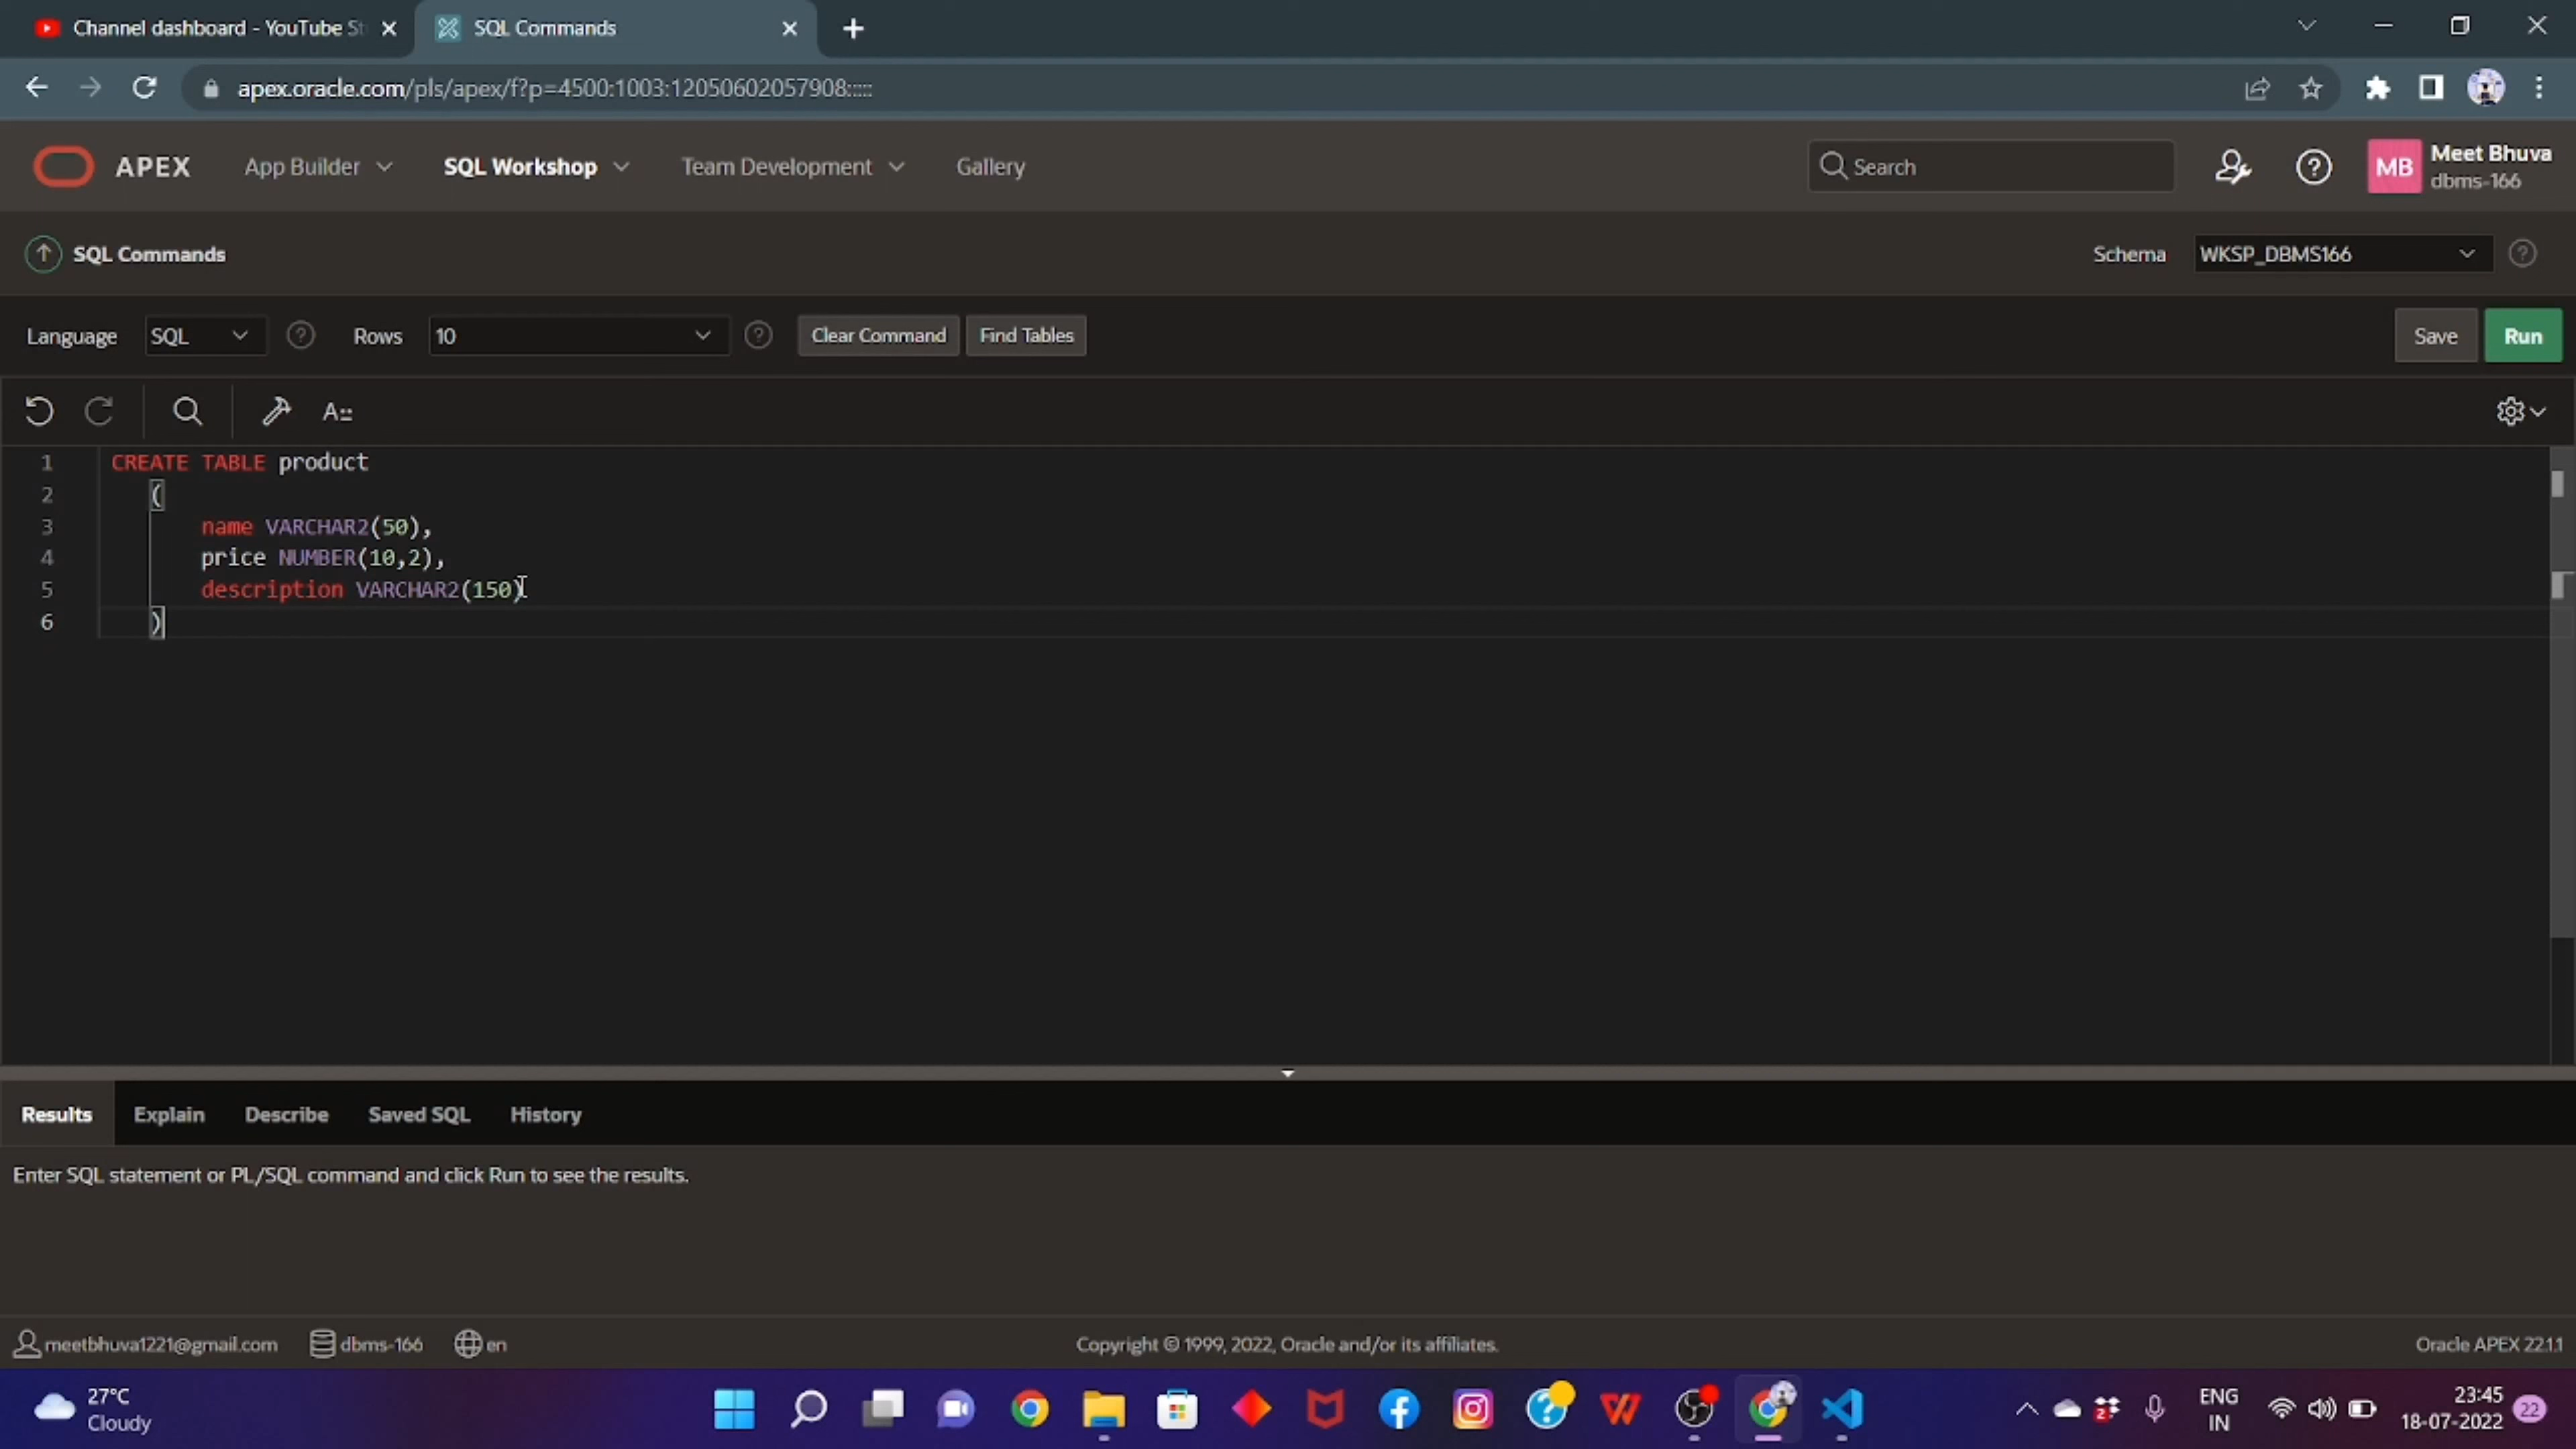 Channel dashboard - YouTube St
SQL Commands
apex.oracle.com/pls/apex/f?p=4500:1003:12050602057908:::::
APEX
App Builder
SQL Workshop
Team Development
Gallery
Search
MB
Meet Bhuva
dbms-166
SQL Commands
Schema
WKSP_DBMS166
Language
SQL
Rows
10
Clear Command
Find Tables
Save
Run
1 CREATE TABLE product
2 (
3 name VARCHAR2(50),
4 price NUMBER(10,2),
5 description VARCHAR2(150)
6 )
Results
Explain
Describe
Saved SQL
History
Enter SQL statement or PL/SQL command and click Run to see the results.
meetbhuva1221@gmail.com
dbms-166
en
Copyright © 1999, 2022, Oracle and/or its affiliates.
Oracle APEX 22.1.1
27°C
Cloudy
ENG
IN
23:45
18-07-2022
22